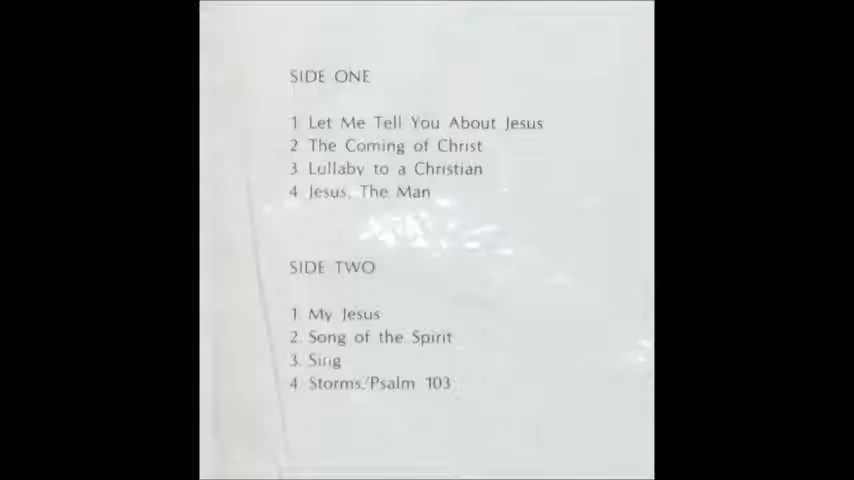 SIDE ONE
1 Let Me Tell You About Jesus
2 The Coming of Christ
3 Lullaby to a Christian
4 Jesus, The Man
SIDE TWO
1. My Jesus
2. Song of the Spirit
3. Sing
4. Storms/Psalm 103